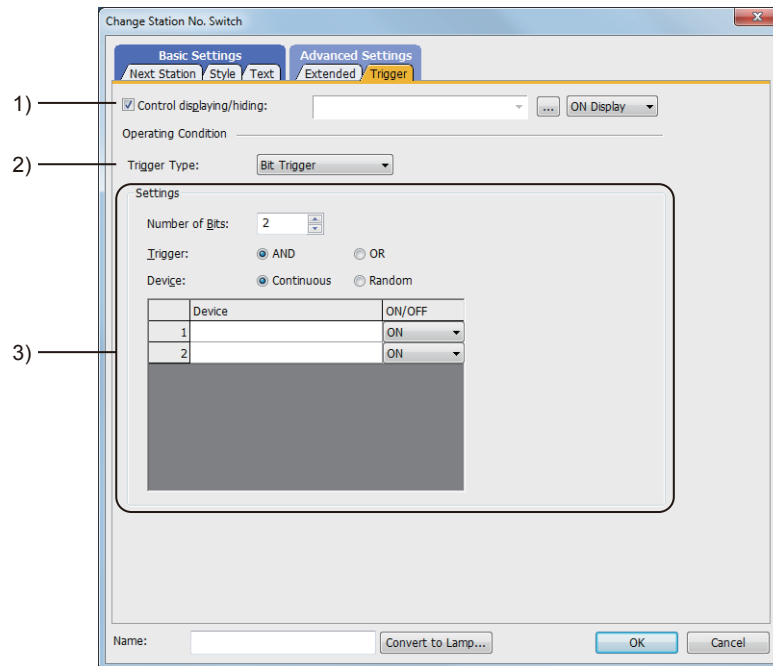 Change Station No. Switch
Basic Settings Advanced Settings
Next Station Style Text Extended Trigger
1) Control displaying/hiding: ... ON Display
Operating Condition
2) Trigger Type: Bit Trigger
Settings
Number of Bits: 2
Trigger: AND OR
Device: Continuous Random
Device ON/OFF
1 ON
3) 2 ON
Name: Convert to Lamp... OK Cancel